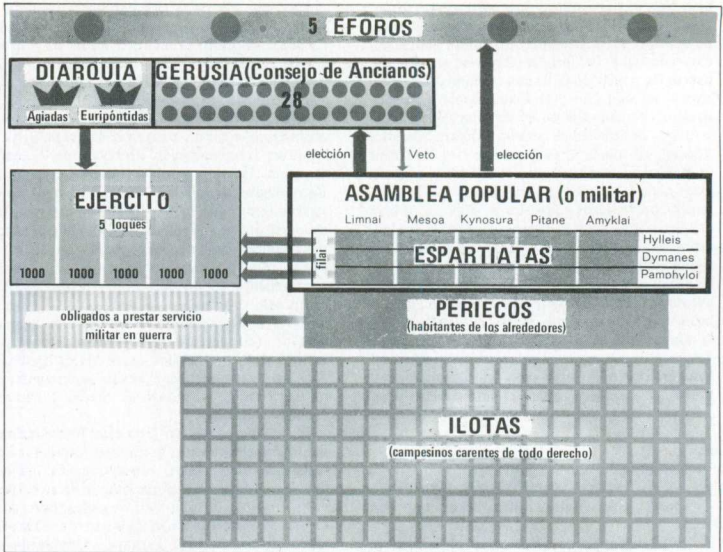 5 EFOROS
DIARQUIA
Agiadas Euripóntidas
GERUSIA (Consejo de Ancianos)
28
elección
Veto
elección
EJERCITO
5 loques
1000 1000 1000 1000 1000
ASAMBLEA POPULAR (o militar)
Limnai Mesoa Kynosura Pitane Amyklai
filai
ESPARTIATAS
Hylleis
Dymanes
Pamphyloi
obligados a prestar servicio
militar en guerra
PERIECOS
(habitantes de los alrededores)
ILOTAS
(campesinos carentes de todo derecho)